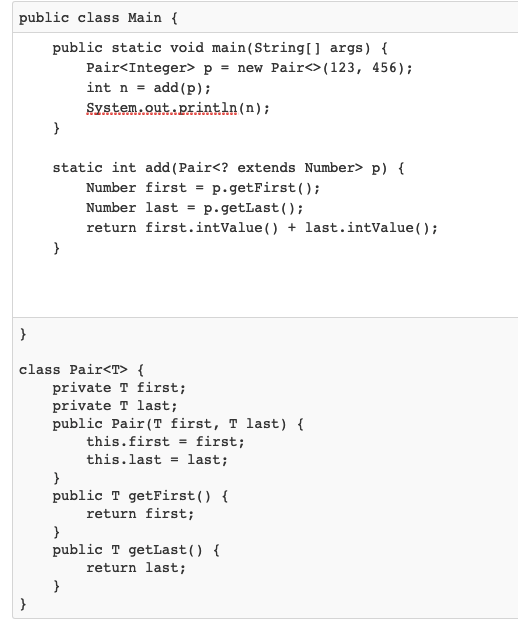 public class Main {
    public static void main(String[] args) {
        Pair<Integer> p = new Pair<>(123, 456);
        int n = add(p);
        System.out.println(n);
    }
    static int add(Pair<? extends Number> p) {
        Number first = p.getFirst();
        Number last = p.getLast();
        return first.intValue() + last.intValue();
    }
}
class Pair<T> {
    private T first;
    private T last;
    public Pair(T first, T last) {
        this.first = first;
        this.last = last;
    }
    public T getFirst() {
        return first;
    }
    public T getLast() {
        return last;
    }
}